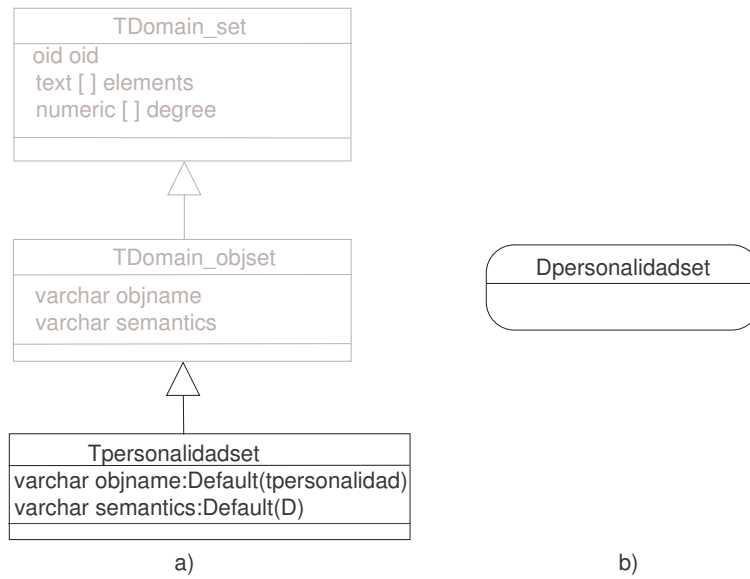 TDomain_set
oid oid
text [ ] elements
numeric [ ] degree
TDomain_objset
varchar objname
varchar semantics
Tpersonalidadset
varchar objname:Default(tpersonalidad)
varchar semantics:Default(D)
a)
Dpersonalidadset
b)